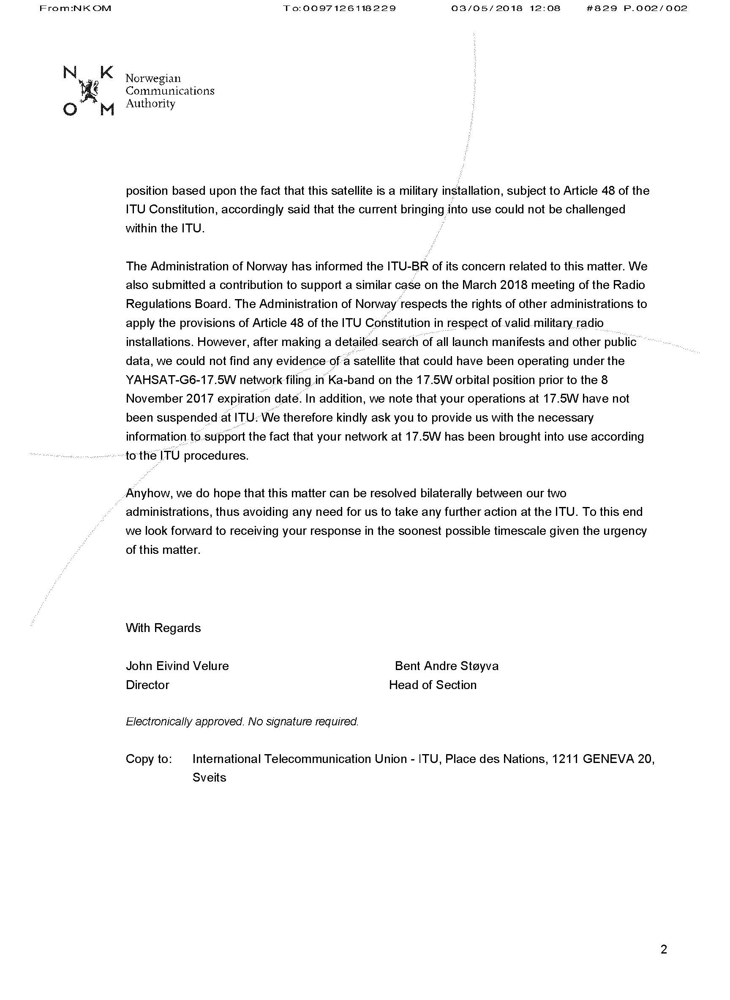 From:NKOM To:0097126118229 03/05/2018 12:08 #829 P.002/002
N K
O M
Norwegian
Communications
Authority
position based upon the fact that this satellite is a military installation, subject to Article 48 of the
ITU Constitution, accordingly said that the current bringing into use could not be challenged
within the ITU.
The Administration of Norway has informed the ITU-BR of its concern related to this matter. We
also submitted a contribution to support a similar case on the March 2018 meeting of the Radio
Regulations Board. The Administration of Norway respects the rights of other administrations to
apply the provisions of Article 48 of the ITU Constitution in respect of valid military radio
installations. However, after making a detailed search of all launch manifests and other public
data, we could not find any evidence of a satellite that could have been operating under the
YAHSAT-G6-17.5W network filing in Ka-band on the 17.5W orbital position prior to the 8
November 2017 expiration date. In addition, we note that your operations at 17.5W have not
been suspended at ITU. We therefore kindly ask you to provide us with the necessary
information to support the fact that your network at 17.5W has been brought into use according
to the ITU procedures.
Anyhow, we do hope that this matter can be resolved bilaterally between our two
administrations, thus avoiding any need for us to take any further action at the ITU. To this end
we look forward to receiving your response in the soonest possible timescale given the urgency
of this matter.
With Regards
John Eivind Velure Bent Andre Støyva
Director Head of Section
Electronically approved. No signature required.
Copy to: International Telecommunication Union - ITU, Place des Nations, 1211 GENEVA 20,
Sveits
2